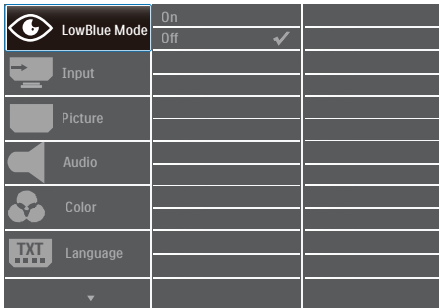 LowBlue Mode
On
Off
Input
Picture
Audio
Color
TXT
Language